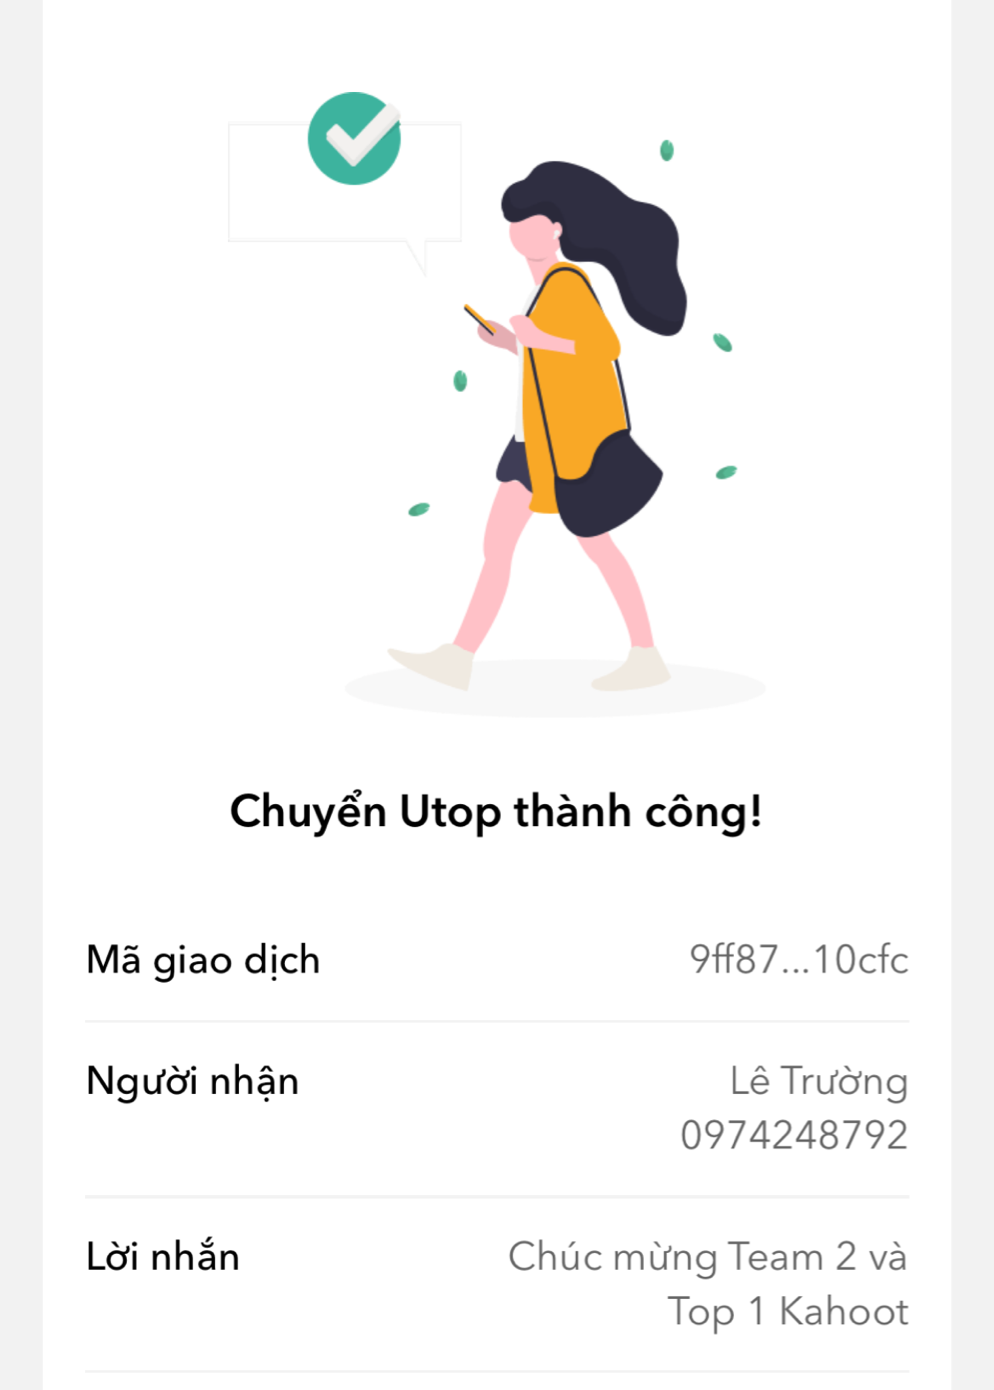 Chuyển Utop thành công!
Mã giao dịch
9ff87...10cfc
Người nhận
Lê Trường
0974248792
Lời nhắn
Chúc mừng Team 2 và
Top 1 Kahoot